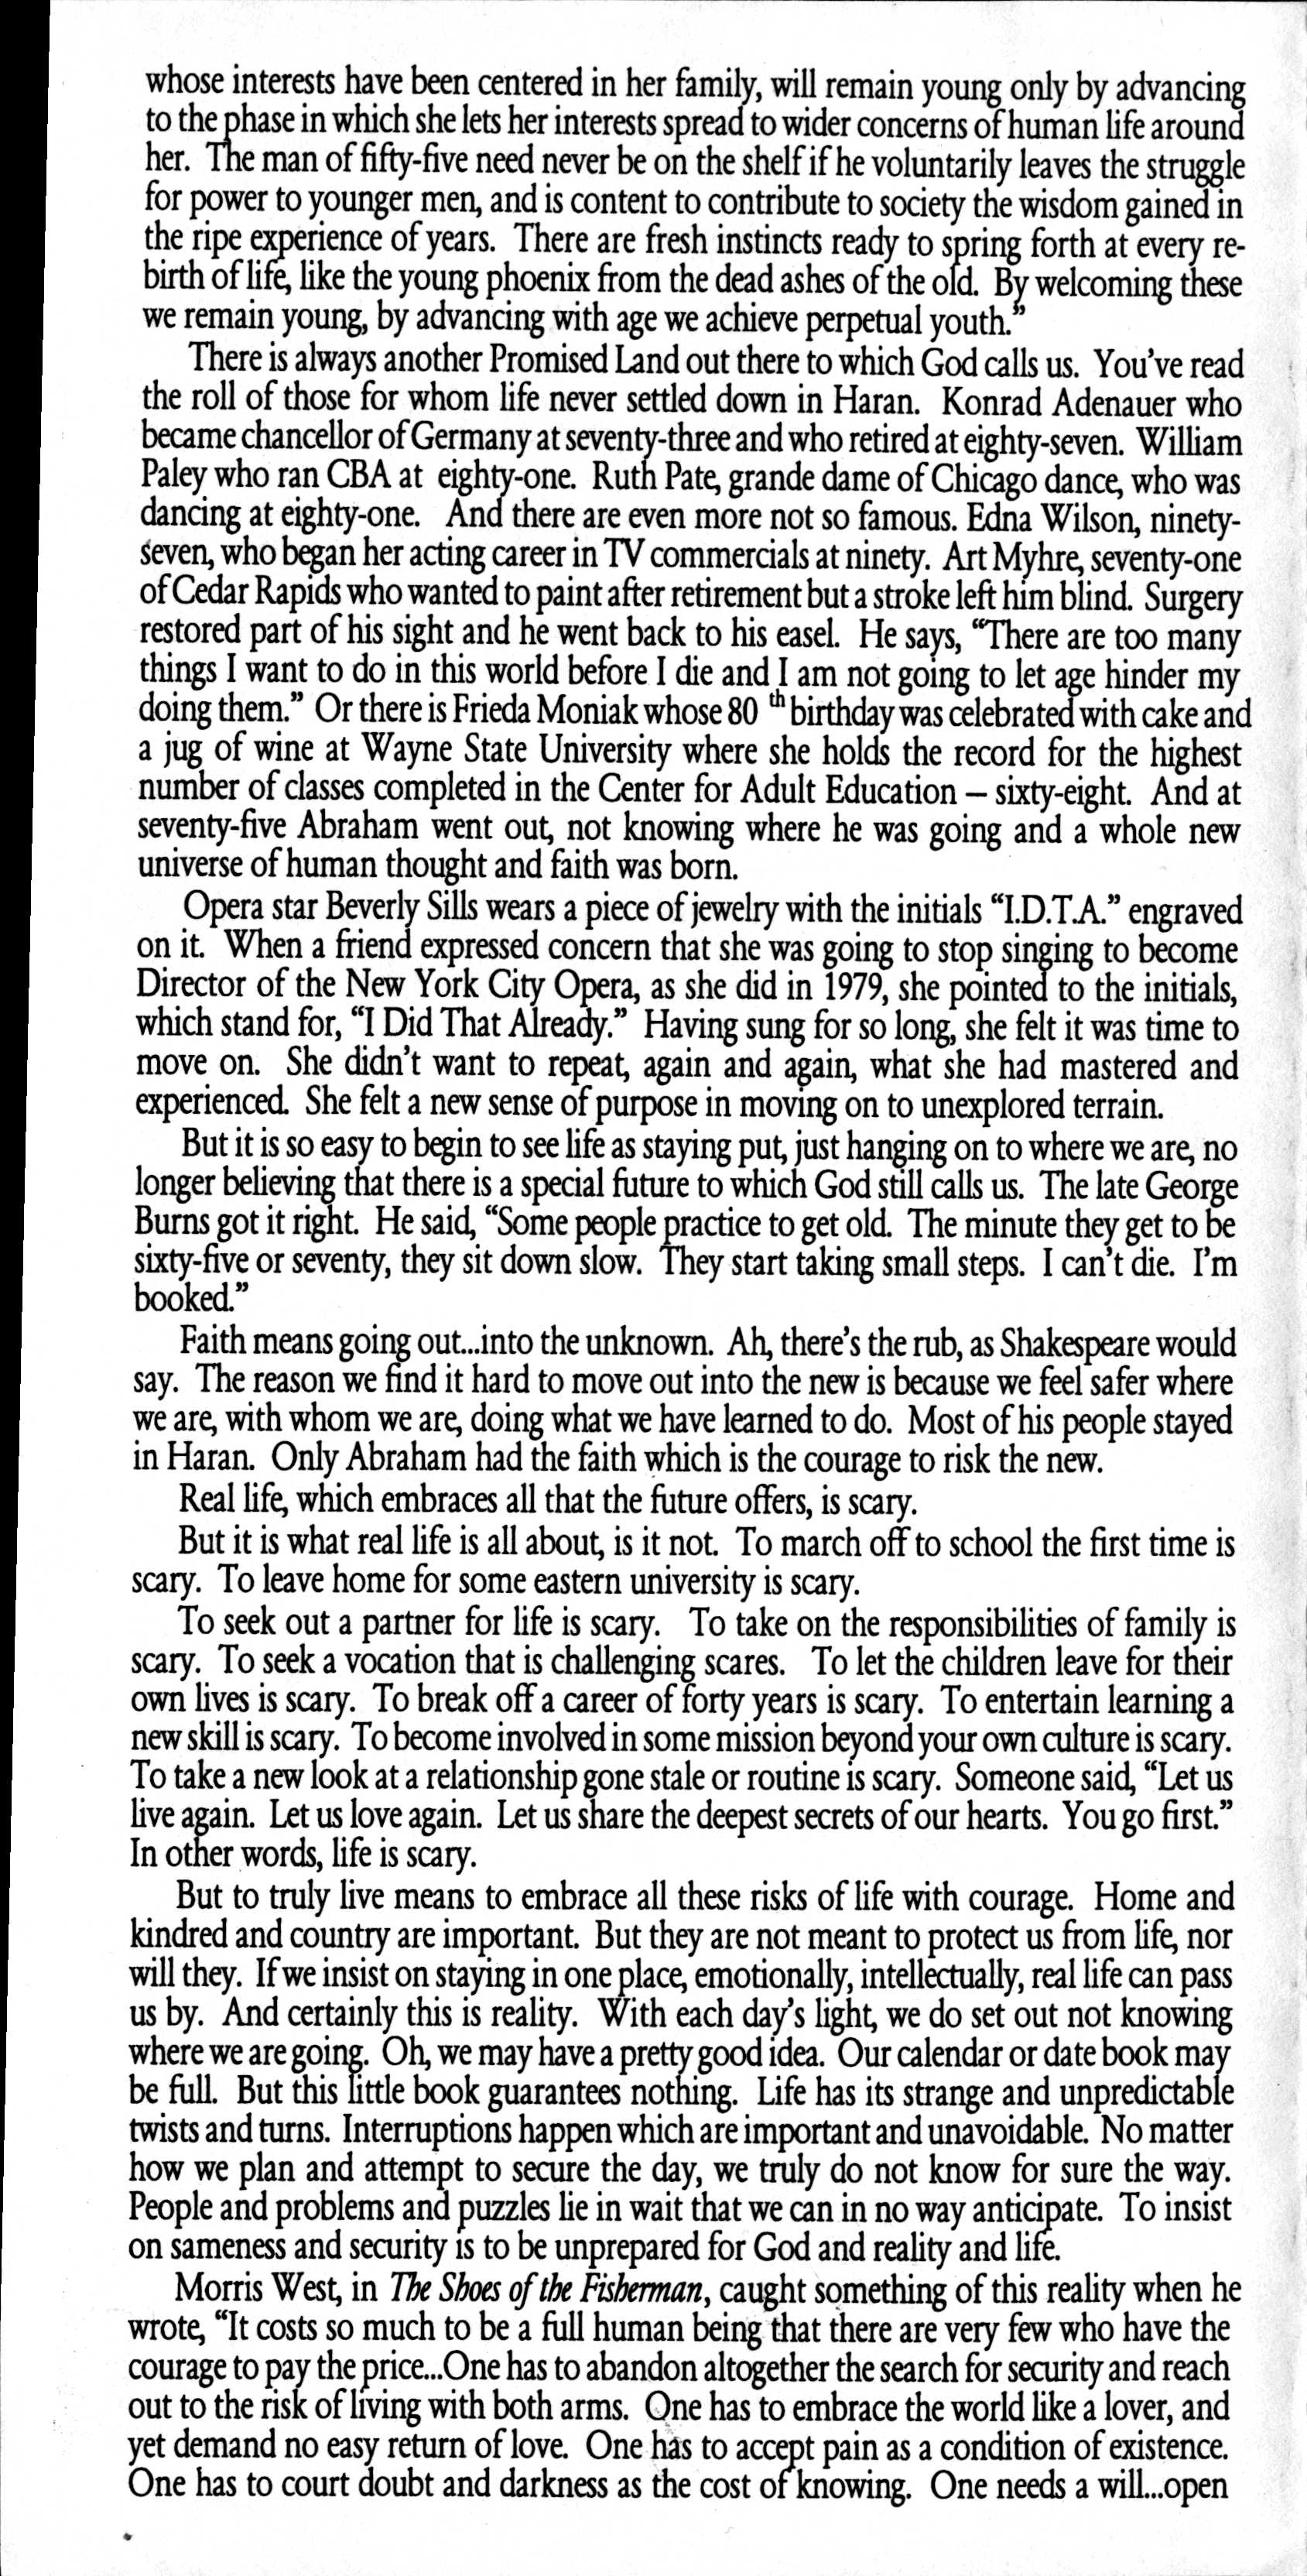 whose interests have been centered in her family, will remain young only by advancing
to the phase in which she lets her interests spread to wider concerns of human life around
her. The man of fifty-five need never be on the shelf if he voluntarily leaves the struggle
for power to younger men, and is content to contribute to society the wisdom gained in
the ripe experience of years. There are fresh instincts ready to spring forth at every re-
birth of life, like the young phoenix from the dead ashes of the old. By welcoming these
we remain young, by advancing with age we achieve perpetual youth.”
There is always another Promised Land out there to which God calls us. You’ve read
the roll of those for whom life never settled down in Haran. Konrad Adenauer who
became chancellor of Germany at seventy-three and who retired at eighty-seven. William
Paley who ran CBA at eighty-one. Ruth Pate, grande dame of Chicago dance, who was
dancing at eighty-one. And there are even more not so famous. Edna Wilson, ninety-
seven, who began her acting career in TV commercials at ninety. Art Myhre, seventy-one
of Cedar Rapids who wanted to paint after retirement but a stroke left him blind. Surgery
restored part of his sight and he went back to his easel. He says, “There are too many
things I want to do in this world before I die and I am not going to let age hinder my
doing them.” Or there is Frieda Moniak whose 80 th birthday was celebrated with cake and
a jug of wine at Wayne State University where she holds the record for the highest
number of classes completed in the Center for Adult Education – sixty-eight. And at
seventy-five Abraham went out, not knowing where he was going and a whole new
universe of human thought and faith was born.
Opera star Beverly Sills wears a piece of jewelry with the initials “I.D.T.A.” engraved
on it. When a friend expressed concern that she was going to stop singing to become
Director of the New York City Opera, as she did in 1979, she pointed to the initials,
which stand for, “I Did That Already.” Having sung for so long, she felt it was time to
move on. She didn’t want to repeat, again and again, what she had mastered and
experienced. She felt a new sense of purpose in moving on to unexplored terrain.
But it is so easy to begin to see life as staying put, just hanging on to where we are, no
longer believing that there is a special future to which God still calls us. The late George
Burns got it right. He said, “Some people practice to get old. The minute they get to be
sixty-five or seventy, they sit down slow. They start taking small steps. I can’t die. I’m
booked.”
Faith means going out...into the unknown. Ah, there’s the rub, as Shakespeare would
say. The reason we find it hard to move out into the new is because we feel safer where
we are, with whom we are, doing what we have learned to do. Most of his people stayed
in Haran. Only Abraham had the faith which is the courage to risk the new.
Real life, which embraces all that the future offers, is scary.
But it is what real life is all about, is it not. To march off to school the first time is
scary. To leave home for some eastern university is scary.
To seek out a partner for life is scary. To take on the responsibilities of family is
scary. To seek a vocation that is challenging scares. To let the children leave for their
own lives is scary. To break off a career of forty years is scary. To entertain learning a
new skill is scary. To become involved in some mission beyond your own culture is scary.
To take a new look at a relationship gone stale or routine is scary. Someone said, “Let us
live again. Let us love again. Let us share the deepest secrets of our hearts. You go first.”
In other words, life is scary.
But to truly live means to embrace all these risks of life with courage. Home and
kindred and country are important. But they are not meant to protect us from life, nor
will they. If we insist on staying in one place, emotionally, intellectually, real life can pass
us by. And certainly this is reality. With each day’s light, we do set out not knowing
where we are going. Oh, we may have a pretty good idea. Our calendar or date book may
be full. But this little book guarantees nothing. Life has its strange and unpredictable
twists and turns. Interruptions happen which are important and unavoidable. No matter
how we plan and attempt to secure the day, we truly do not know for sure the way.
People and problems and puzzles lie in wait that we can in no way anticipate. To insist
on sameness and security is to be unprepared for God and reality and life.
Morris West, in The Shoes of the Fisherman, caught something of this reality when he
wrote, “It costs so much to be a full human being that there are very few who have the
courage to pay the price...One has to abandon altogether the search for security and reach
out to the risk of living with both arms. One has to embrace the world like a lover, and
yet demand no easy return of love. One has to accept pain as a condition of existence.
One has to court doubt and darkness as the cost of knowing. One needs a will...open